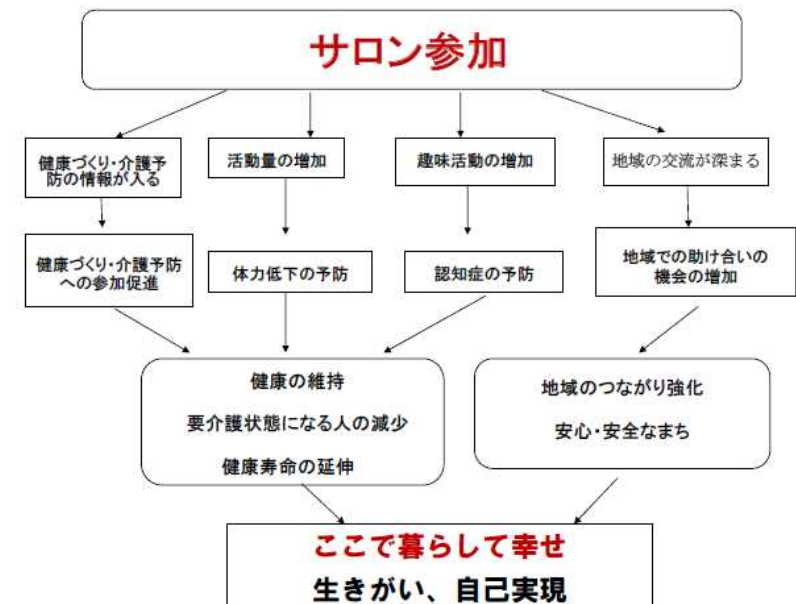 サロン参加
健康づくり・介護予
防の情報が入る
活動量の増加
趣味活動の増加
地域の交流が深まる
健康づくり・介護予防
への参加促進
体力低下の予防
認知症の予防
地域での助け合いの
機会の増加
健康の維持
要介護状態になる人の減少
健康寿命の延伸
地域のつながり強化
安心・安全なまち
ここで暮らして幸せ
生きがい、自己実現